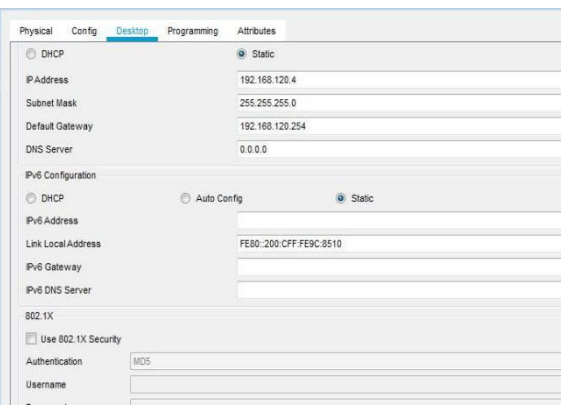 Physical Config Desktop Programming Attributes
DHCP Static
IP Address 192.168.120.4
Subnet Mask 255.255.255.0
Default Gateway 192.168.120.254
DNS Server 0.0.0.0
IPv6 Configuration
DHCP Auto Config Static
IPv6 Address
Link Local Address FE80::200:CFF:FE9C:8510
IPv6 Gateway
IPv6 DNS Server
802.1X
Use 802.1X Security
Authentication MD5
Username